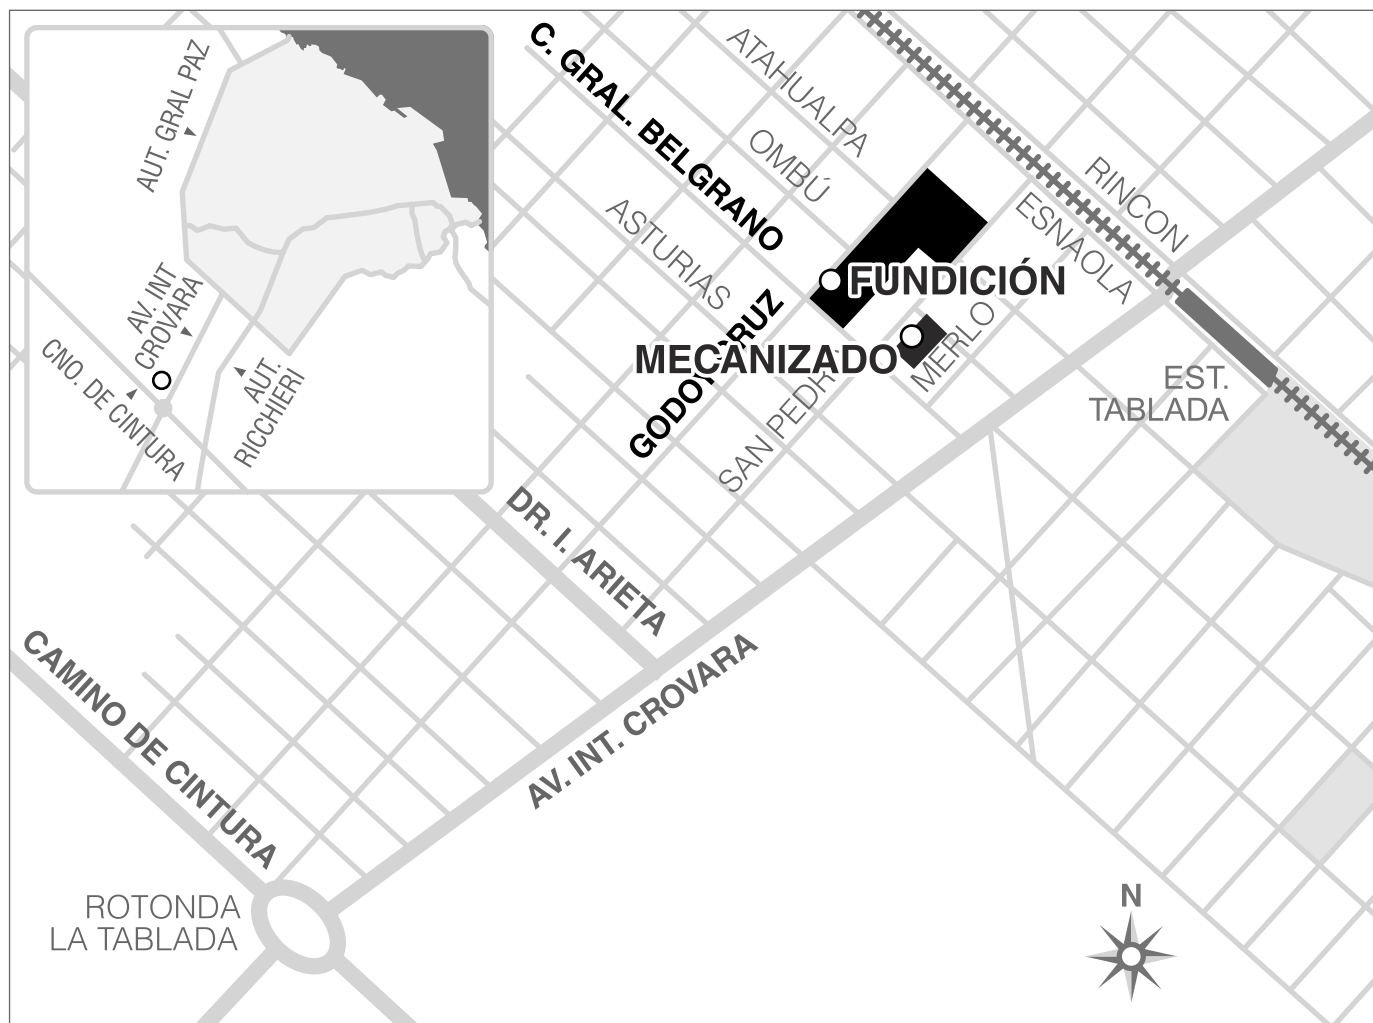 AUT. GRAL PAZ
AV. INT
CROVARA
CNO. DE CINTURA
AUT.
RICCHIERI
C. GRAL. BELGRANO
ATAHUALPA
OMBÚ
ASTURIAS
RINCON
ESNAOLA
FUNDICIÓN
MECANIZADO
MERLO
GODOY CRUZ
SAN PEDR
EST.
TABLADA
DR. I. ARIETA
AV. INT. CROVARA
CAMINO DE CINTURA
ROTONDA
LA TABLADA
N